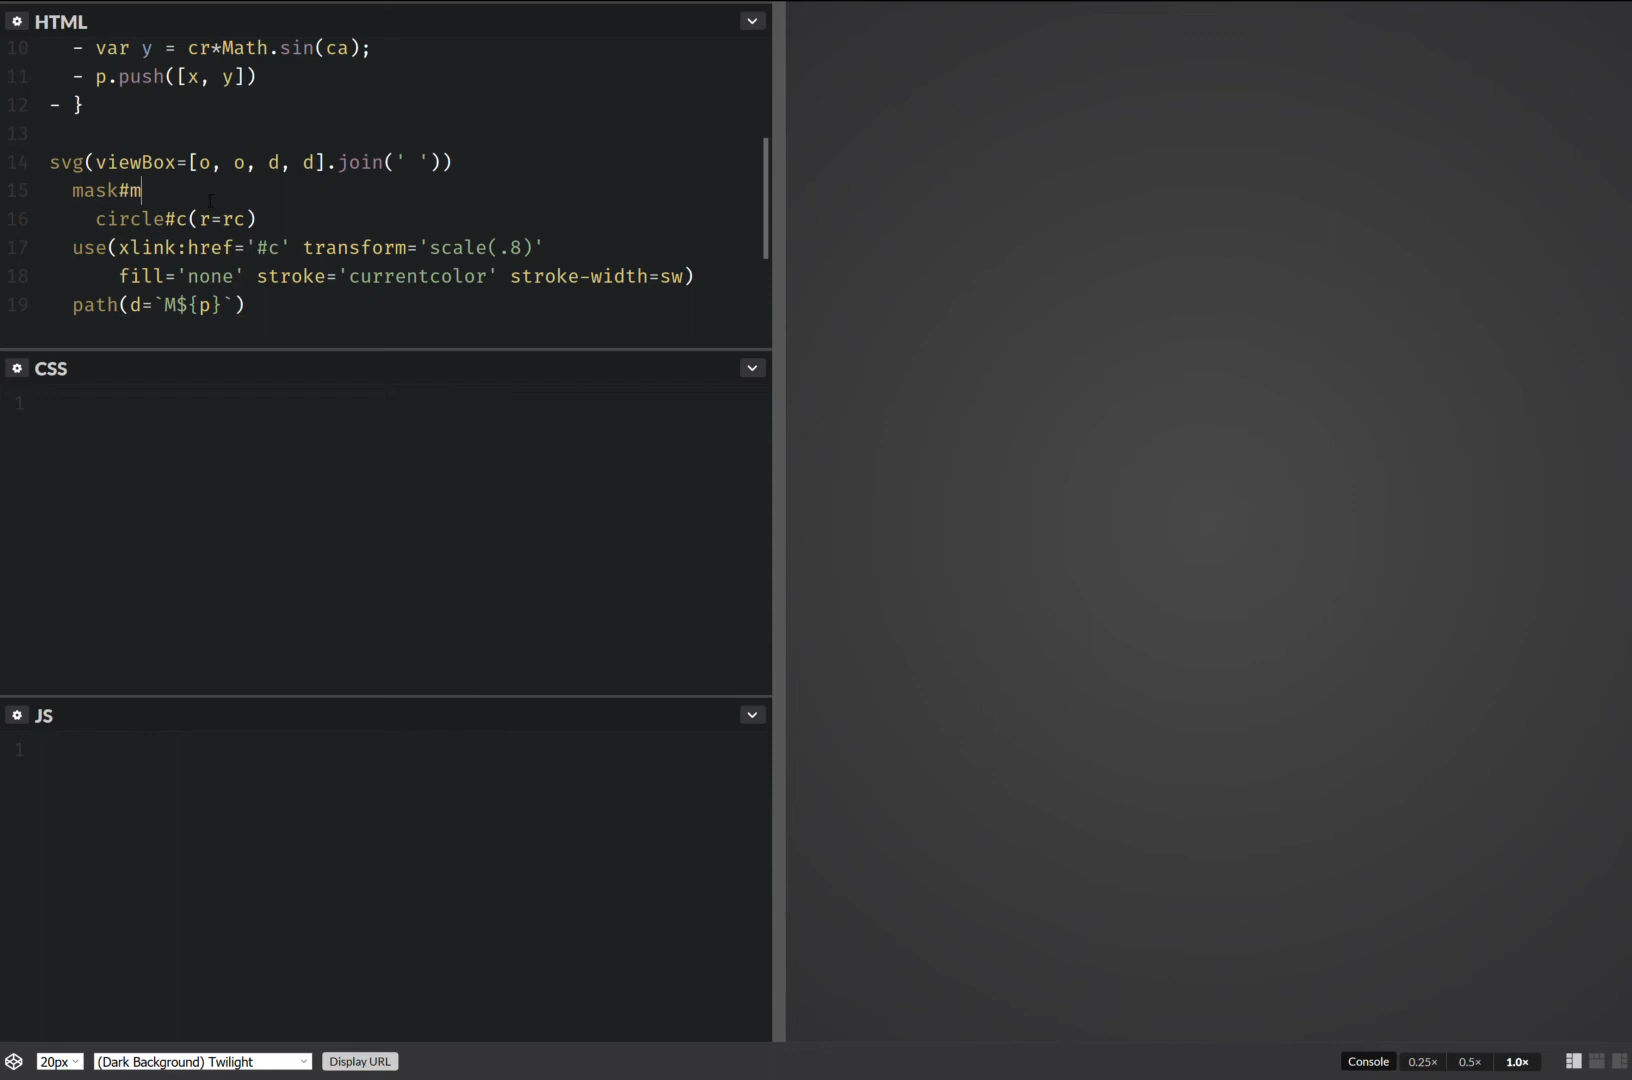 HTML
10 - var y = cr*Math.sin(ca);
11 - p.push([x, y])
12 - }
13
14 svg(viewBox=[o, o, d, d].join(' '))
15 mask#m
16 circle#c(r=rc)
17 use(xlink:href='#c' transform='scale(.8)'
18 fill='none' stroke='currentcolor' stroke-width=sw)
19 path(d=`M${p}`)
CSS
1
JS
1
20px (Dark Background) Twilight Display URL Console 0.25× 0.5× 1.0×